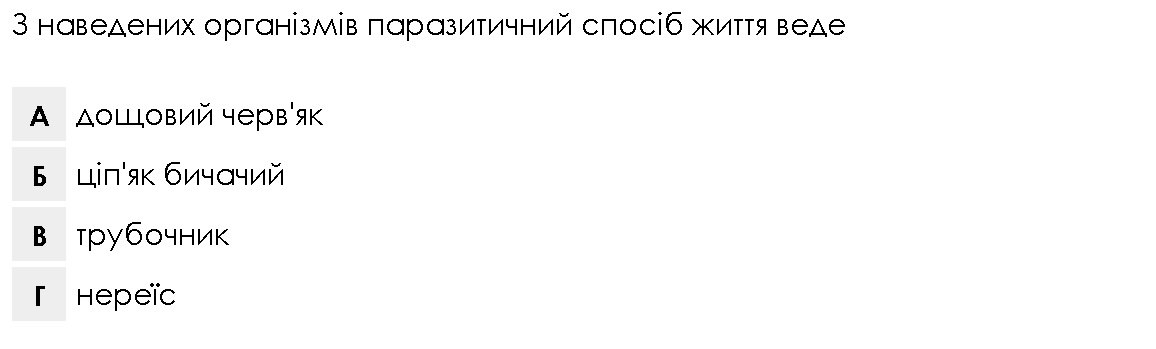 З наведених організмів паразитичний спосіб життя веде
А дощовий черв'як
Б ціп'як бичачий
В трубочник
Г нереїс